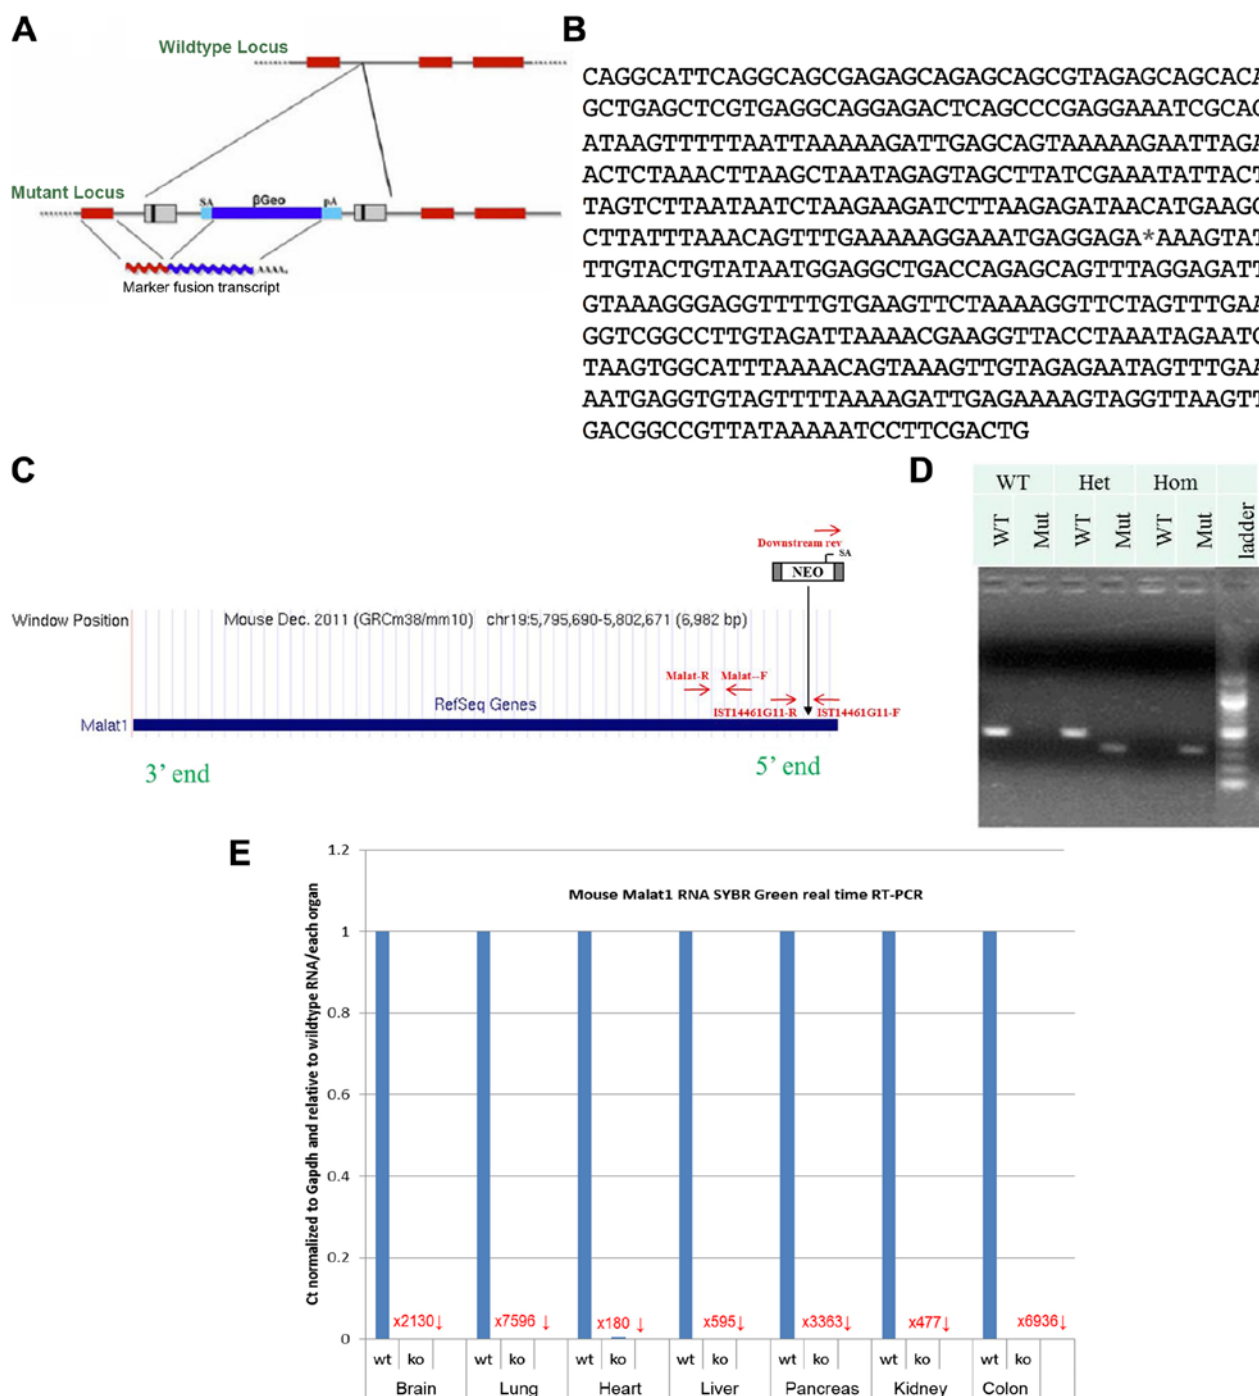 A
Wildtype Locus
Mutant Locus
SA
βGeo
pA
AAAA
Marker fusion transcript
B
CAGGCATTCAGGCAGCGAGAGCAGAGCAGCGTAGAGCAGCACA
GCTGAGCTCGTGAGGCAGGAGACTCAGCCCGAGGAAATCGCAG
ATAAGTTTTTAATTAAAAAGATTGAGCAGTAAAAAGAATTAGA
ACTCTAAACTTAAGCTAATAGAGTAGCTTATCGAAATATTACT
TAGTCTTAATAATCTAAGAAGATCTTAAGAGATAACATGAAGG
CTTATTTAAACAGTTTGAAAAAGGAAATGAGGAGA*AAAGTAT
TTGTACTGTATAATGGAGGCTGACCAGAGCAGTTTAGGAGATT
GTAAAGGGAGGTTTTGTGAAGTTCTAAAAGGTTCTAGTTTGAA
GGTCGGCCTTGTAGATTAAAACGAAGGTTACCTAAATAGAATC
TAAGTGGCATTTAAAACAGTAAAGTTGTAGAGAATAGTTTGAA
AATGAGGTGTAGTTTTAAAAGATTGAGAAAAGTAGGTTAAGTT
GACGGCCGTTATAAAAATCCTTCGACTG
C
Downstream rev
SA
NEO
Window Position
Mouse Dec. 2011 (GRCm38/mm10) chr19:5,795,690-5,802,671 (6,982 bp)
Malat-R
Malat--F
RefSeq Genes
IST14461G11-R
IST14461G11-F
Malat1
3' end
5' end
D
WT Het Hom
WT Mut WT Mut WT Mut ladder
E
Mouse Malat1 RNA SYBR Green real time RT-PCR
Ct normalized to Gapdh and relative to wildtype RNA/each organ
1.2
1
0.8
0.6
0.4
0.2
0
x2130↓ x7596 ↓ x180 ↓ x595↓ x3363↓ x477↓ x6936↓
wt ko wt ko wt ko wt ko wt ko wt ko wt ko
Brain Lung Heart Liver Pancreas Kidney Colon